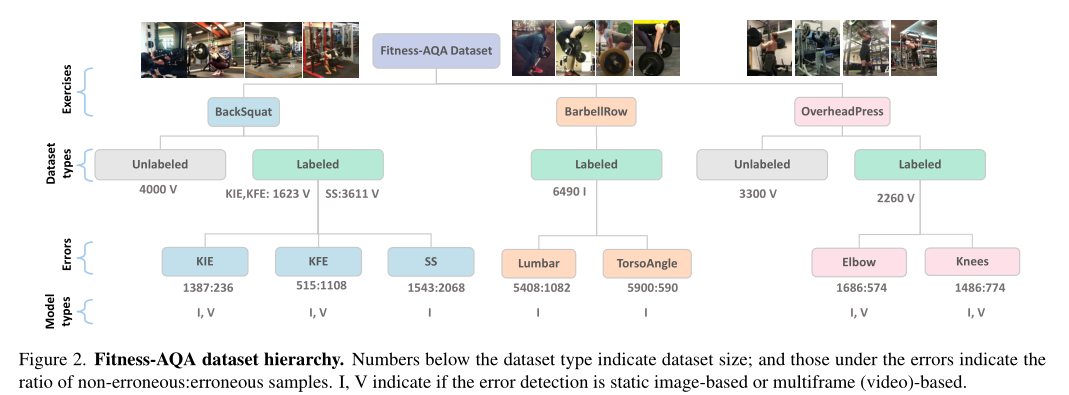 Fitness-AQA Dataset
Exercises
BackSquat
BarbellRow
OverheadPress
Dataset types
Unlabeled
Labeled
Labeled
Unlabeled
Labeled
4000 V
KIE,KFE: 1623 V
SS:3611 V
6490 I
3300 V
2260 V
Errors
KIE
KFE
SS
Lumbar
TorsoAngle
Elbow
Knees
1387:236
515:1108
1543:2068
5408:1082
5900:590
1686:574
1486:774
Model types
I, V
I, V
I
I
I
I, V
I, V
Figure 2. Fitness-AQA dataset hierarchy. Numbers below the dataset type indicate dataset size; and those under the errors indicate the
ratio of non-erroneous:erroneous samples. I, V indicate if the error detection is static image-based or multiframe (video)-based.